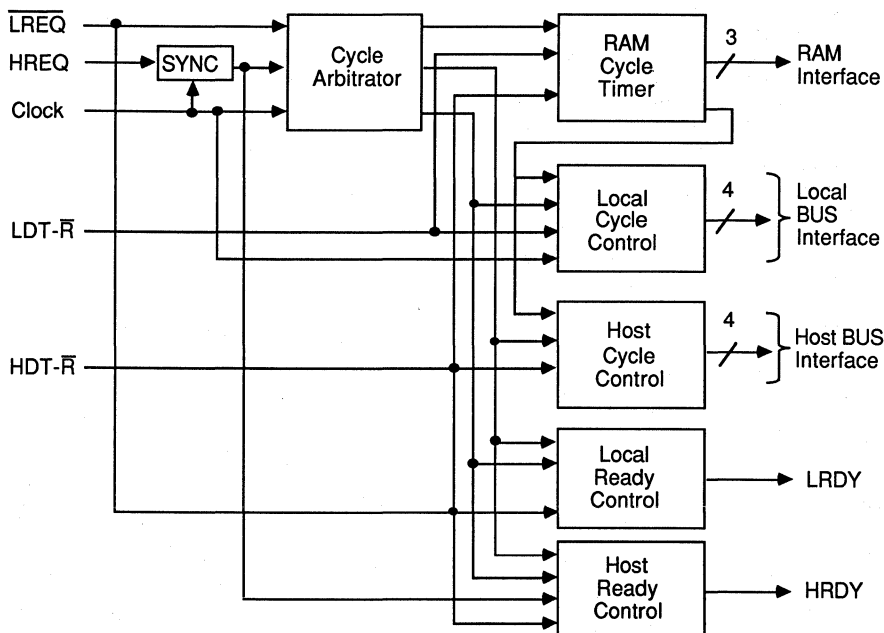 LREQ
HREQ
Clock
LDT-R̅
HDT-R̅
SYNC
Cycle
Arbitrator
RAM
Cycle
Timer
3
RAM
Interface
Local
Cycle
Control
4
Local
BUS
Interface
Host
Cycle
Control
4
Host BUS
Interface
Local
Ready
Control
LRDY
Host
Ready
Control
HRDY